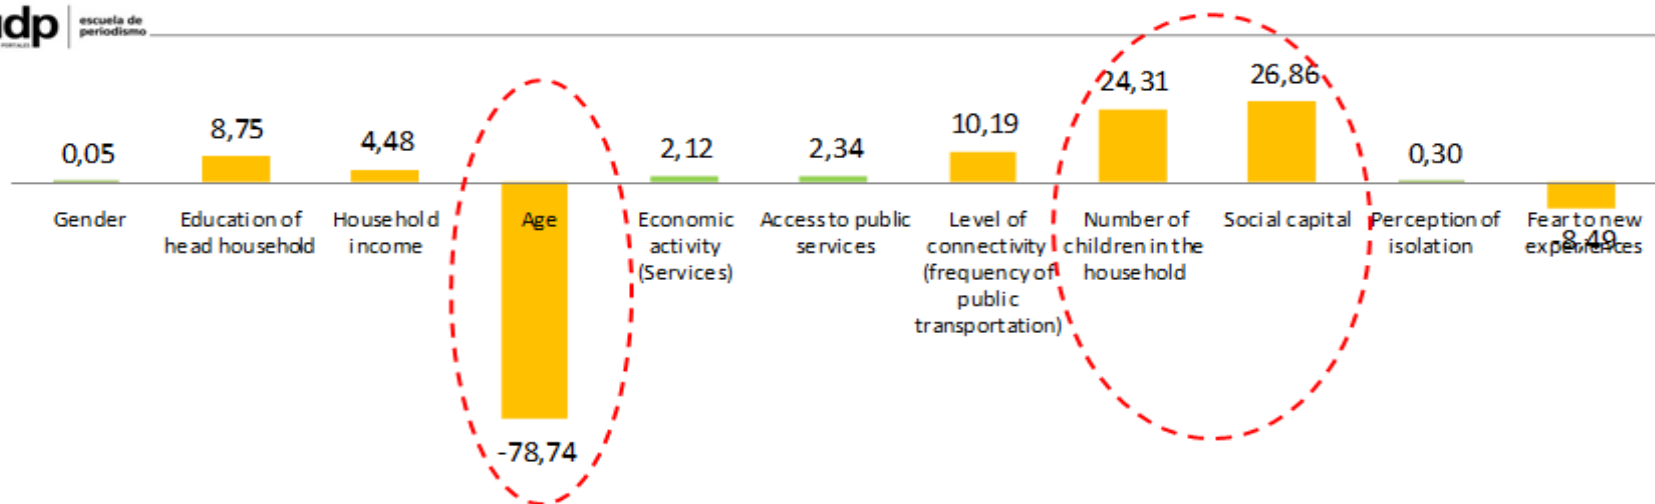 udp
escuela de
periodismo
0,05
8,75
4,48
-78,74
2,12
2,34
10,19
24,31
26,86
0,30
-8,49
Gender
Education of
head household
Household
income
Age
Economic
activity
(Services)
Access to public
services
Level of
connectivity
(frequency of
public
transportation)
Number of
children in the
household
Social capital
Perception of
isolation
Fear to new
experiences